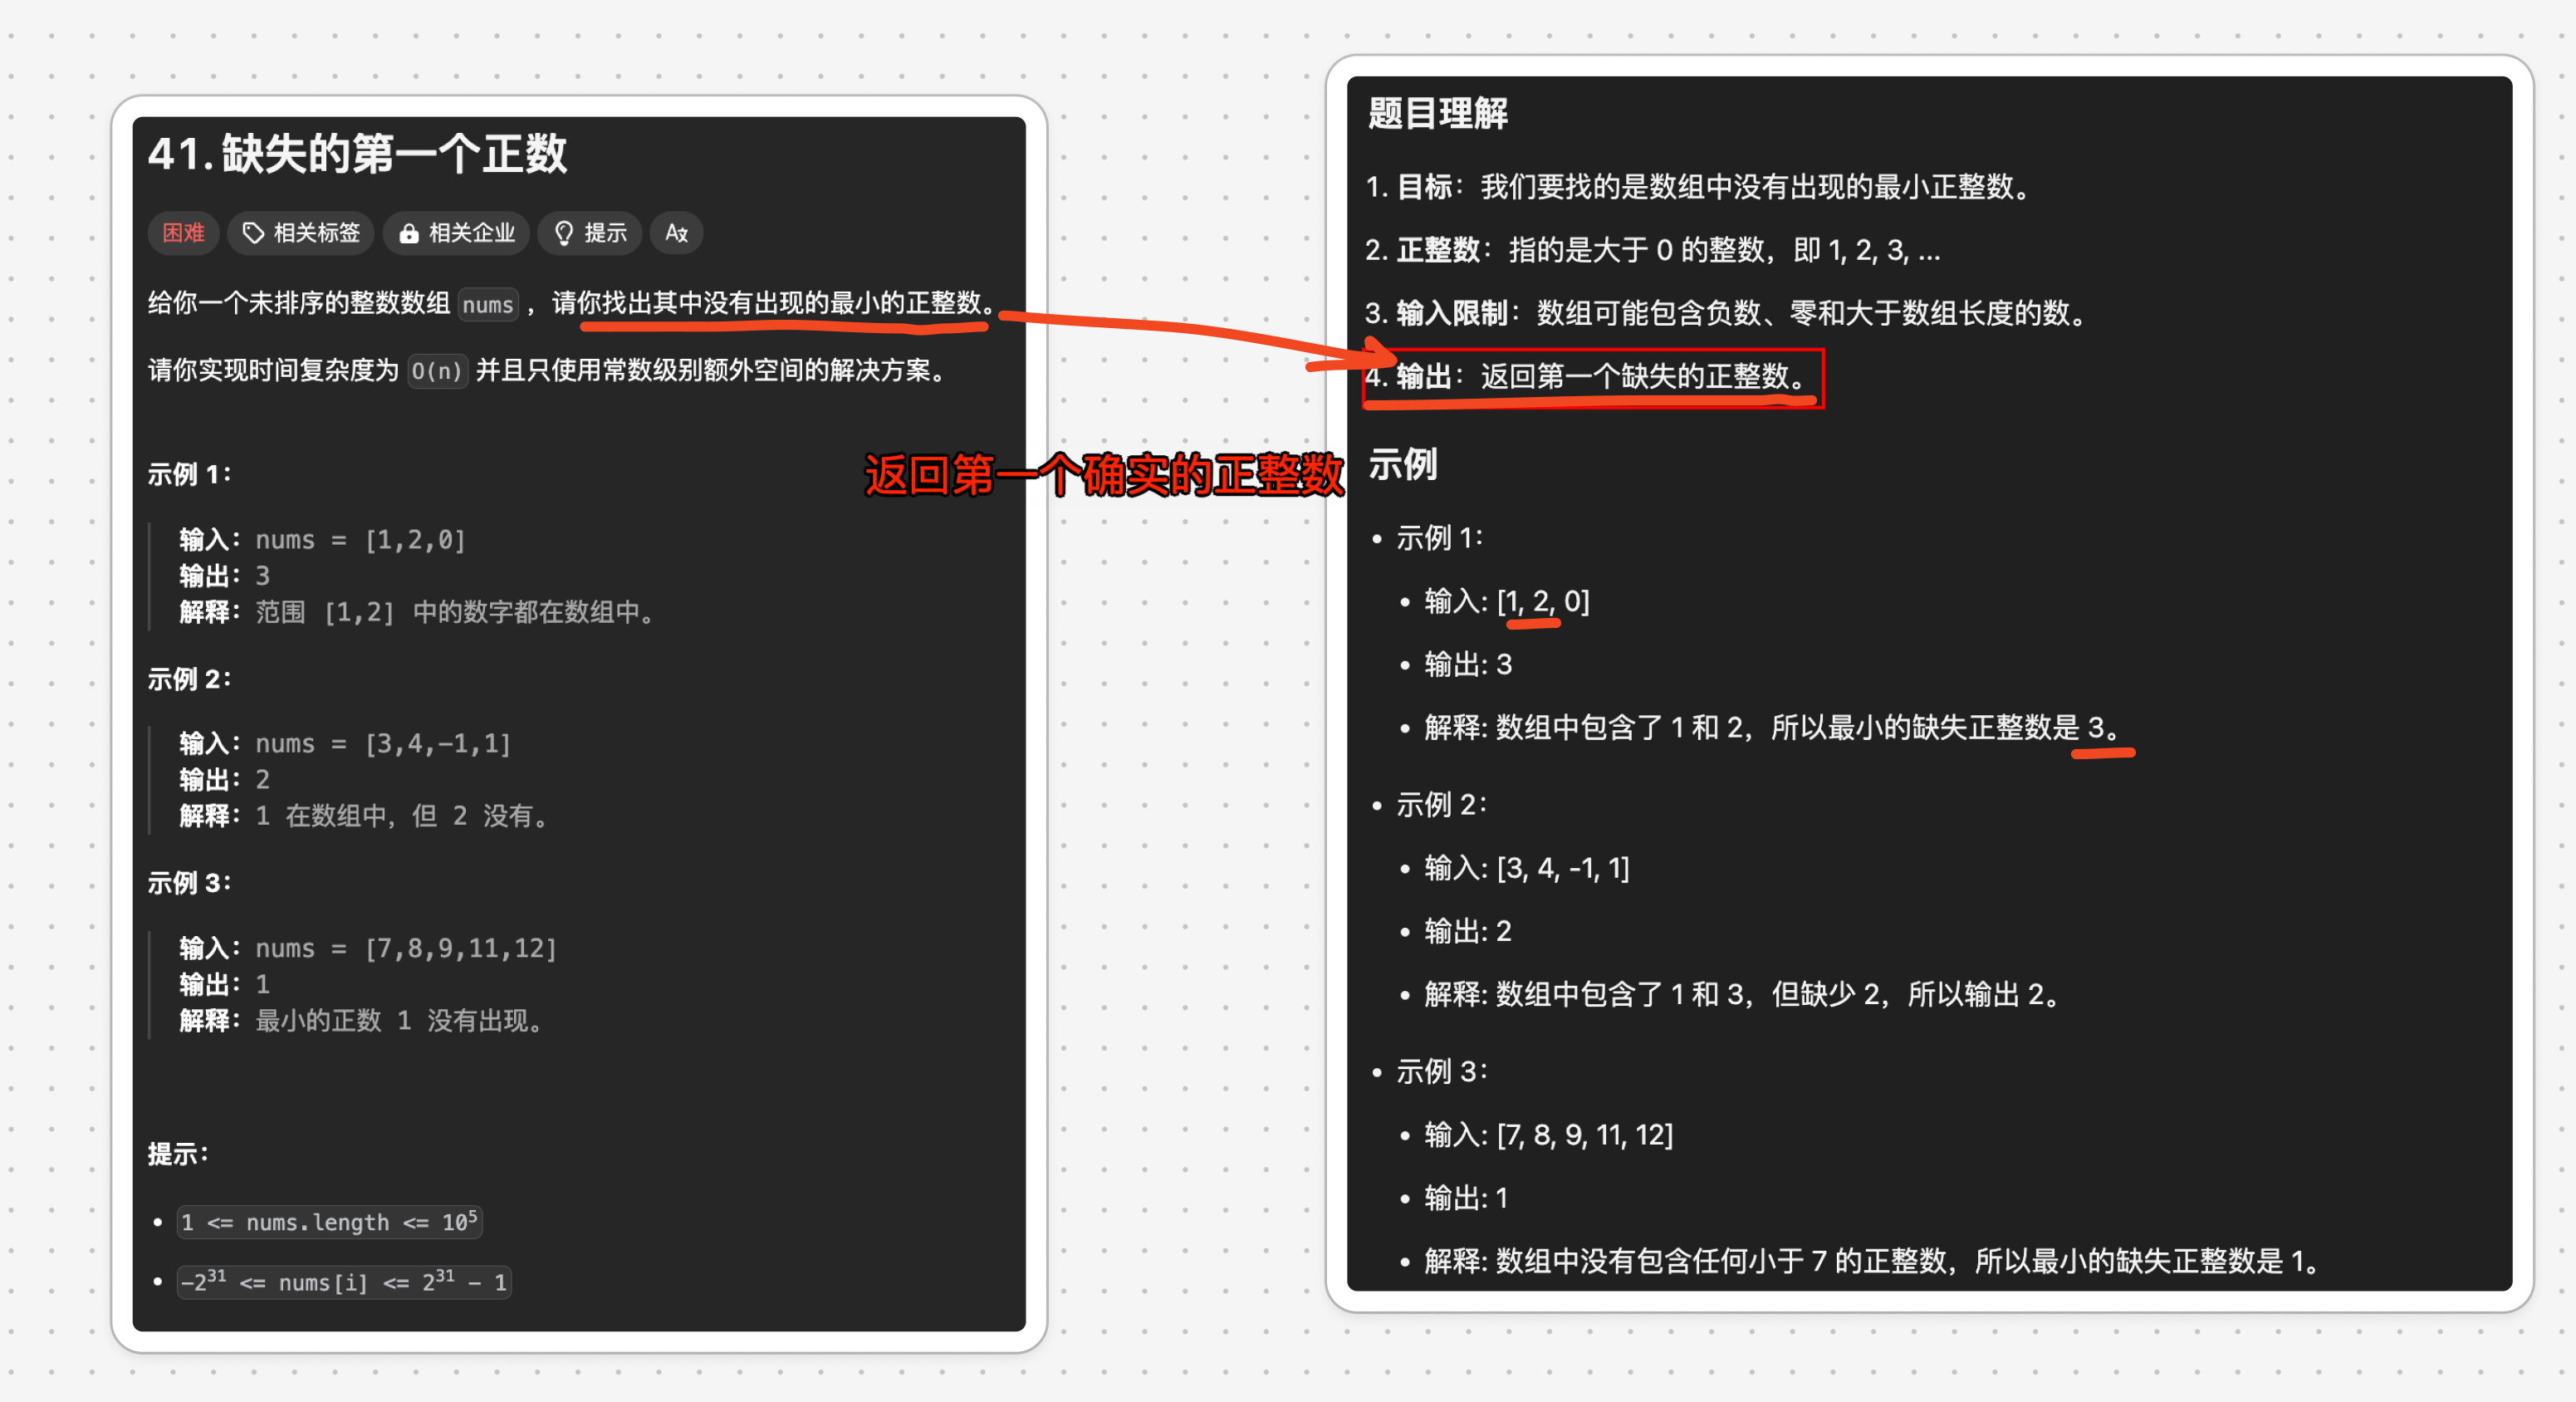 41. 缺失的第一个正数
困难 相关标签 相关企业 提示 A文
给你一个未排序的整数数组 nums ，请你找出其中没有出现的最小的正整数。
请你实现时间复杂度为 O(n) 并且只使用常数级别额外空间的解决方案。
示例 1：
输入：nums = [1,2,0]
输出：3
解释：范围 [1,2] 中的数字都在数组中。
示例 2：
输入：nums = [3,4,-1,1]
输出：2
解释：1 在数组中，但 2 没有。
示例 3：
输入：nums = [7,8,9,11,12]
输出：1
解释：最小的正数 1 没有出现。
提示：
1 <= nums.length <= 10⁵
-2³¹ <= nums[i] <= 2³¹ - 1
返回第一个确实的正整数
题目理解
1. 目标：我们要找的是数组中没有出现的最小正整数。
2. 正整数：指的是大于 0 的整数，即 1, 2, 3, ...
3. 输入限制：数组可能包含负数、零和大于数组长度的数。
4. 输出：返回第一个缺失的正整数。
示例
• 示例 1：
• 输入: [1, 2, 0]
• 输出: 3
• 解释: 数组中包含了 1 和 2，所以最小的缺失正整数是 3。
• 示例 2：
• 输入: [3, 4, -1, 1]
• 输出: 2
• 解释: 数组中包含了 1 和 3，但缺少 2，所以输出 2。
• 示例 3：
• 输入: [7, 8, 9, 11, 12]
• 输出: 1
• 解释: 数组中没有包含任何小于 7 的正整数，所以最小的缺失正整数是 1。